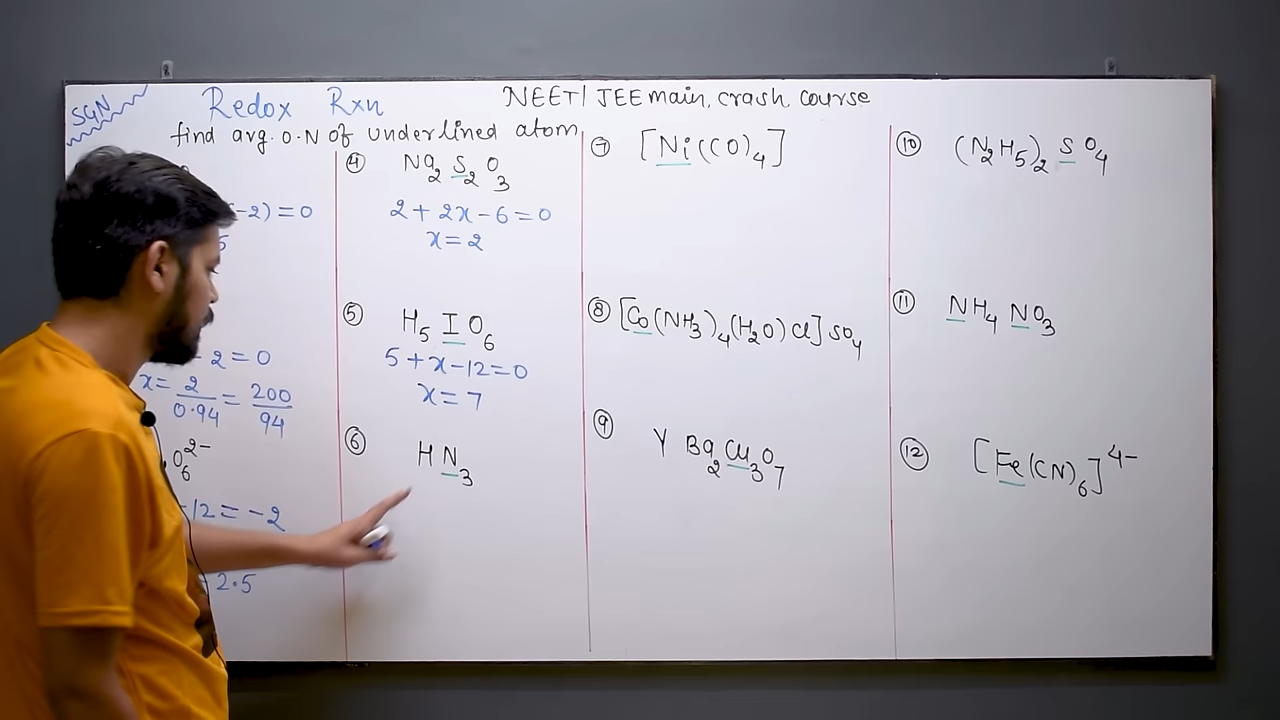 SGN
Redox Rxn
NEET/ JEE main, crash course
find avg. O.N of underlined atom
-2) = 0
5
- 2 = 0
x = 2/0.94 = 200/94
O₆²⁻
-12 = -2
2.5
④ Na₂S₂O₃
2 + 2x - 6 = 0
x = 2
⑤ H₅IO₆
5 + x - 12 = 0
x = 7
⑥ HN₃
⑦ [Ni(CO)₄]
⑧ [Co(NH₃)₄(H₂O)Cl]SO₄
⑨ YBa₂Cu₃O₇
⑩ (N₂H₅)₂SO₄
⑪ NH₄NO₃
⑫ [Fe(CN)₆]⁴⁻